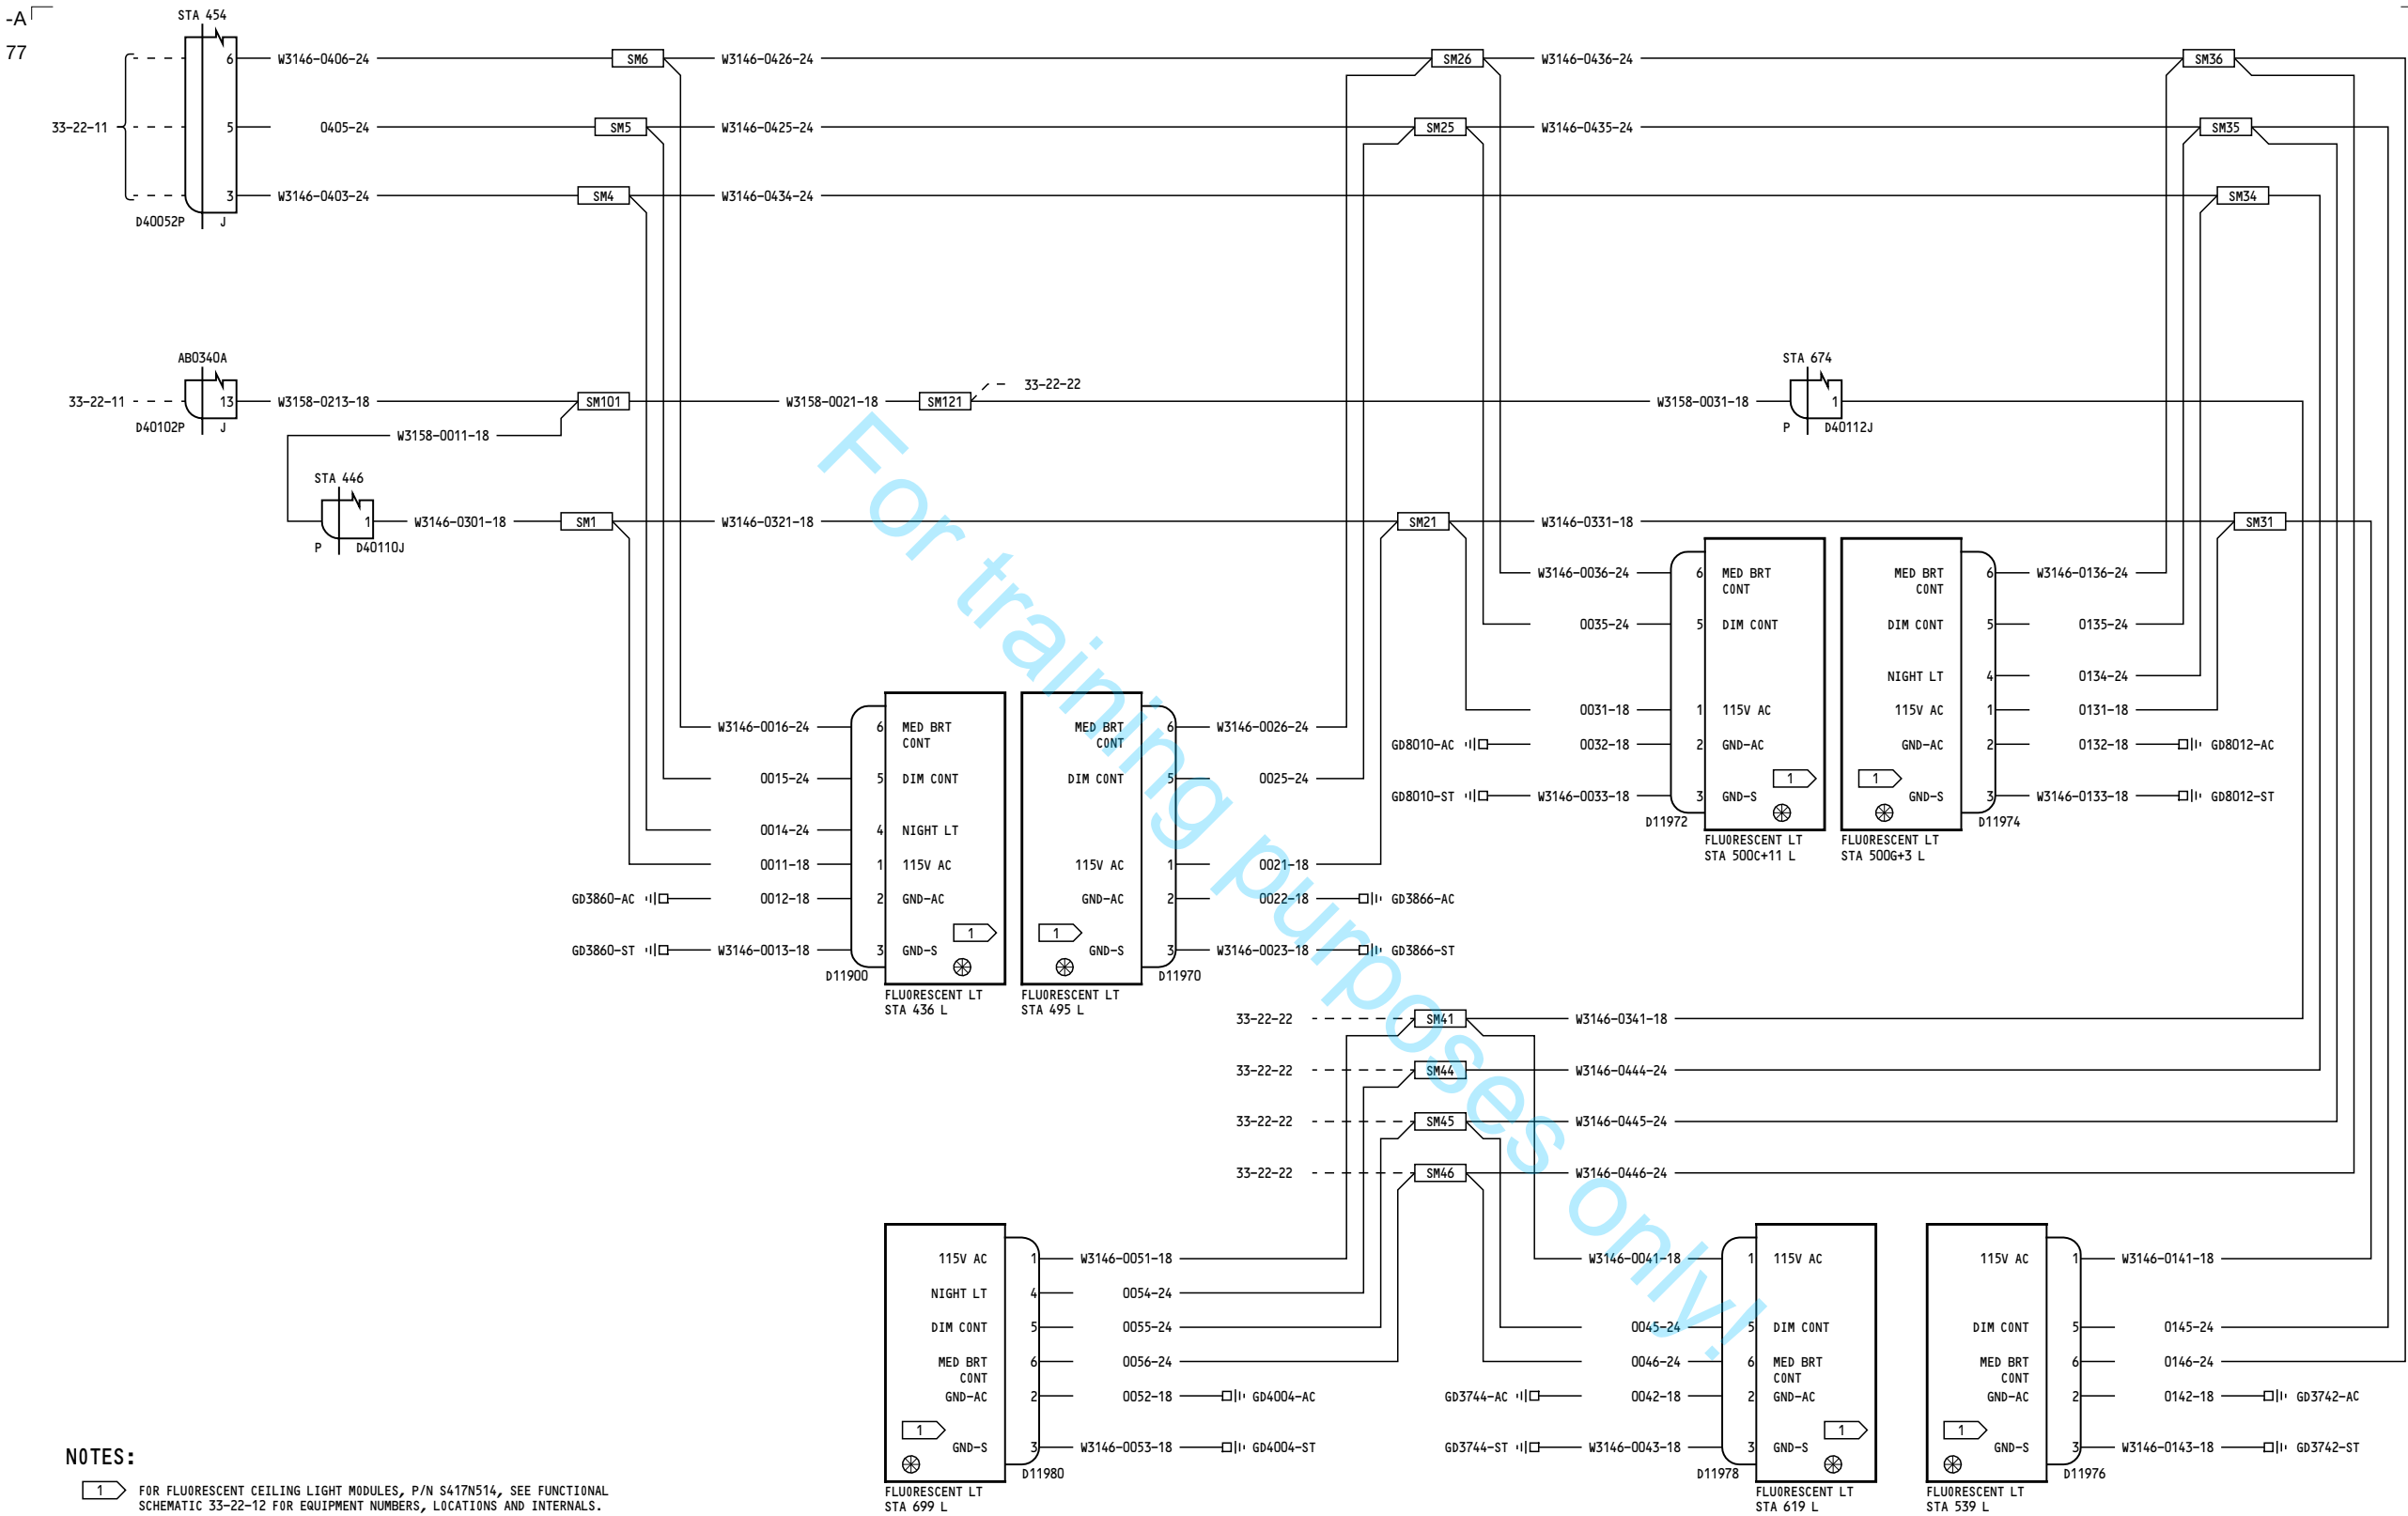 -A
77
STA 454
6 W3146-0406-24 SM6 W3146-0426-24 SM26 W3146-0436-24 SM36
33-22-11 5 0405-24 SM5 W3146-0425-24 SM25 W3146-0435-24 SM35
3 W3146-0403-24 SM4 W3146-0434-24 SM34
D40052P J
AB0340A
33-22-11 13 W3158-0213-18 SM101 W3158-0021-18 SM121 33-22-22 W3158-0031-18
D40102P J
STA 674
1
P D40112J
W3158-0011-18
STA 446
1 W3146-0301-18 SM1 W3146-0321-18 SM21 W3146-0331-18 SM31
P D40110J
W3146-0036-24 6 MED BRT
CONT
0035-24 5 DIM CONT
0031-18 1 115V AC
GD8010-AC 0032-18 2 GND-AC
1
GD8010-ST W3146-0033-18 3 GND-S
D11972
FLUORESCENT LT
STA 500C+11 L
MED BRT 6 W3146-0136-24
CONT
DIM CONT 5 0135-24
NIGHT LT 4 0134-24
115V AC 1 0131-18
GND-AC 2 0132-18 GD8012-AC
1
GND-S 3 W3146-0133-18 GD8012-ST
D11974
FLUORESCENT LT
STA 500G+3 L
W3146-0016-24 6 MED BRT
CONT
0015-24 5 DIM CONT
0014-24 4 NIGHT LT
0011-18 1 115V AC
GD3860-AC 0012-18 2 GND-AC
1
GD3860-ST W3146-0013-18 3 GND-S
D11900
FLUORESCENT LT
STA 436 L
MED BRT 6 W3146-0026-24
CONT
DIM CONT 5 0025-24
115V AC 1 0021-18
GND-AC 2 0022-18 GD3866-AC
1
GND-S 3 W3146-0023-18 GD3866-ST
D11970
FLUORESCENT LT
STA 495 L
33-22-22 SM41 W3146-0341-18
33-22-22 SM44 W3146-0444-24
33-22-22 SM45 W3146-0445-24
33-22-22 SM46 W3146-0446-24
115V AC 1 W3146-0051-18
NIGHT LT 4 0054-24
DIM CONT 5 0055-24
MED BRT 6 0056-24
CONT
GND-AC 2 0052-18 GD4004-AC
1
GND-S 3 W3146-0053-18 GD4004-ST
D11980
FLUORESCENT LT
STA 699 L
W3146-0041-18 1 115V AC
0045-24 5 DIM CONT
0046-24 6 MED BRT
CONT
GD3744-AC 0042-18 2 GND-AC
1
GD3744-ST W3146-0043-18 3 GND-S
D11978
FLUORESCENT LT
STA 619 L
115V AC 1 W3146-0141-18
DIM CONT 5 0145-24
MED BRT 6 0146-24
CONT
GND-AC 2 0142-18 GD3742-AC
1
GND-S 3 W3146-0143-18 GD3742-ST
D11976
FLUORESCENT LT
STA 539 L
NOTES:
1 FOR FLUORESCENT CEILING LIGHT MODULES, P/N S417N514, SEE FUNCTIONAL
SCHEMATIC 33-22-12 FOR EQUIPMENT NUMBERS, LOCATIONS AND INTERNALS.
For training purposes only!